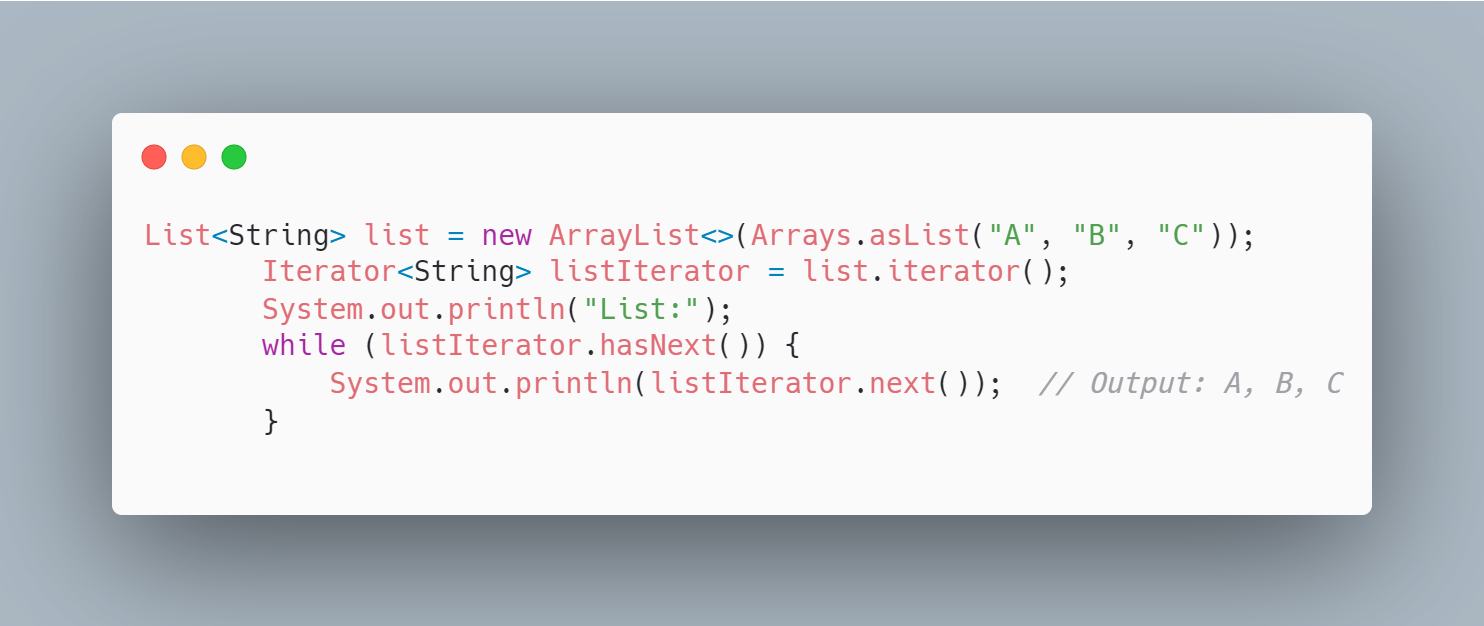 List<String> list = new ArrayList<>(Arrays.asList("A", "B", "C"));
        Iterator<String> listIterator = list.iterator();
        System.out.println("List:");
        while (listIterator.hasNext()) {
            System.out.println(listIterator.next());  // Output: A, B, C
        }